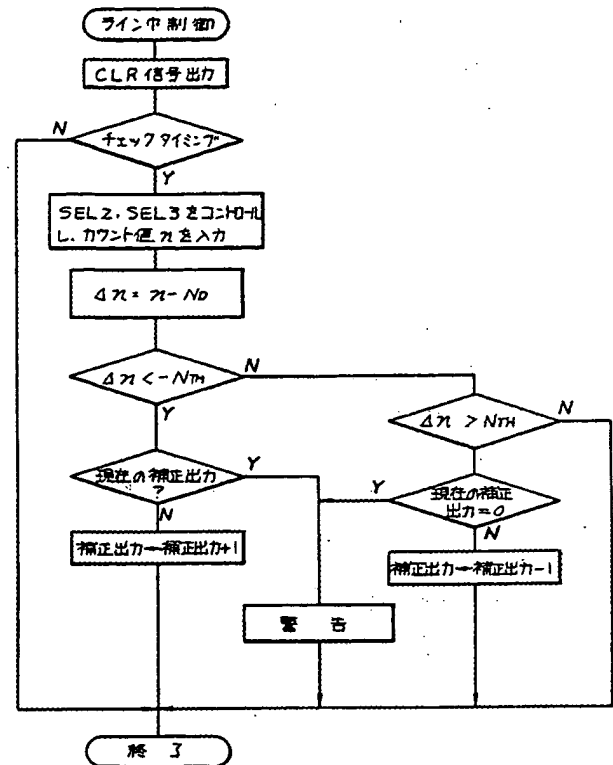 ライン巾制御
CLR信号出力
N
チェックタイミング
Y
SEL2,SEL3をコントロール
し、カウント値nを入力
Δn=n-ND
N
Δn<-NTH
Y
N
Δn>NTH
現在の補正出力
?
Y
N
Y
現在の補正
出力=0
N
補正出力←補正出力+1
補正出力←補正出力-1
警告
終了